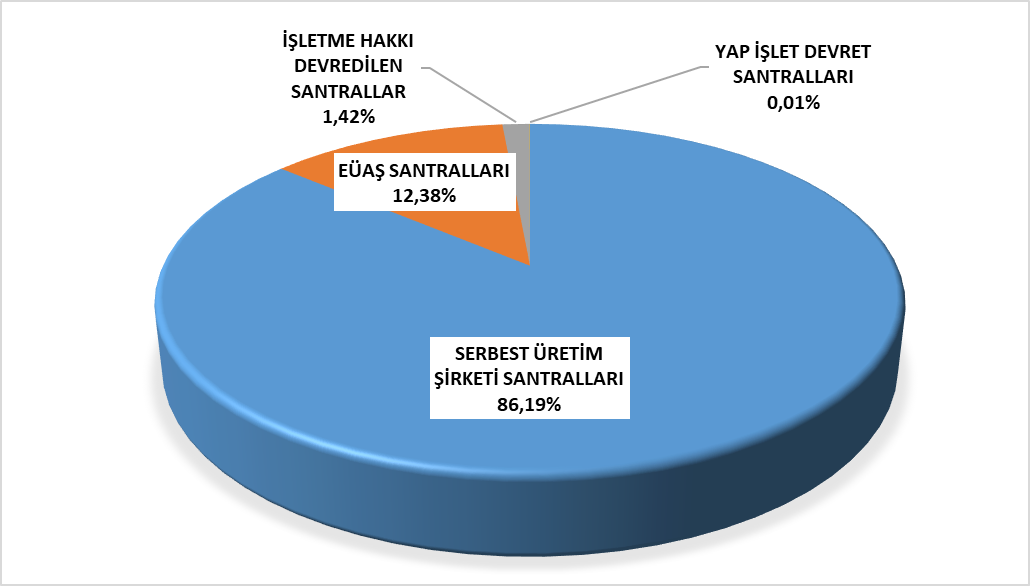 İŞLETME HAKKI
DEVREDİLEN
SANTRALLAR
1,42%
YAP İŞLET DEVRET
SANTRALLARI
0,01%
EÜAŞ SANTRALLARI
12,38%
SERBEST ÜRETİM
ŞİRKETİ SANTRALLARI
86,19%